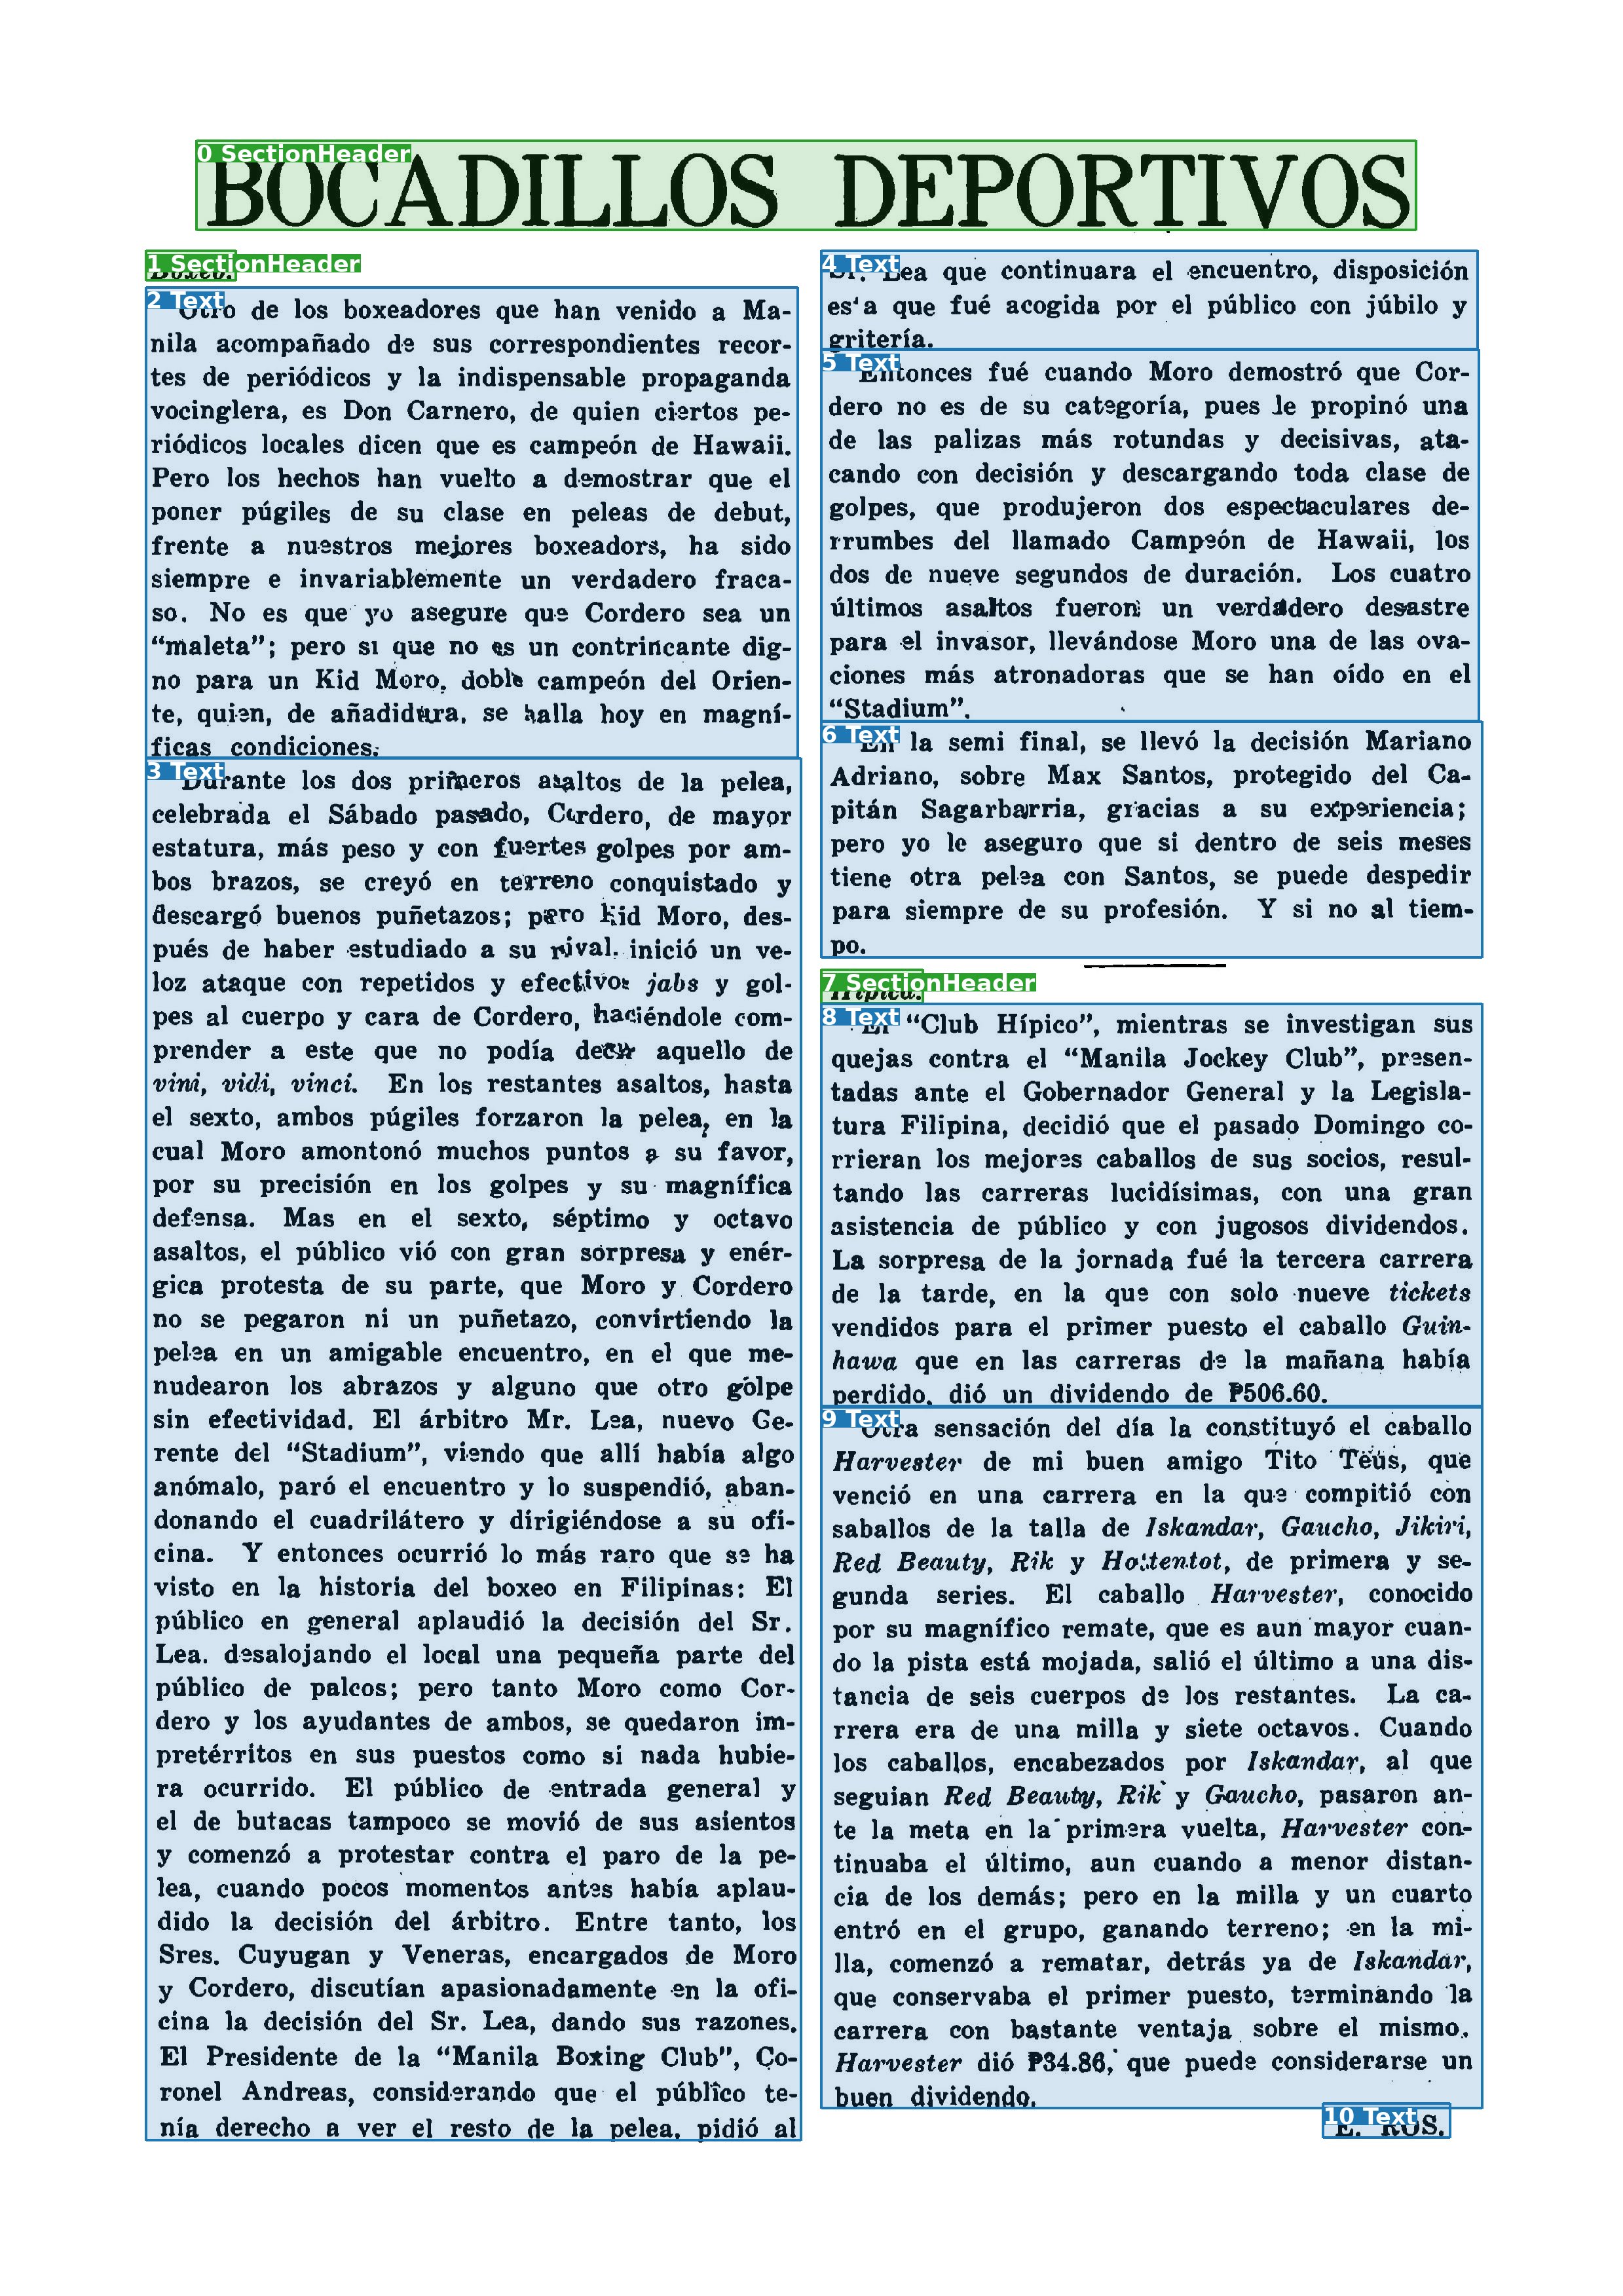 BOCADILLOS DEPORTIVOS
0 SectionHeader
1 SectionHeader
2 Text
Otro de los boxeadores que han venido a Ma-
nila acompañado de sus correspondientes recor-
tes de periódicos y la indispensable propaganda
vocinglera, es Don Carnero, de quien ciertos pe-
riódicos locales dicen que es campeón de Hawaii.
Pero los hechos han vuelto a demostrar que el
poner púgiles de su clase en peleas de debut,
frente a nuestros mejores boxeadors, ha sido
siempre e invariablemente un verdadero fraca-
so. No es que yo asegure que Cordero sea un
“maleta”; pero si que no es un contrincante dig-
no para un Kid Moro, doble campeón del Orien-
te, quien, de añadidura, se halla hoy en magní-
ficas condiciones.
3 Text
Durante los dos primeros asaltos de la pelea,
celebrada el Sábado pasado, Cordero, de mayor
estatura, más peso y con fuertes golpes por am-
bos brazos, se creyó en terreno conquistado y
descargó buenos puñetazos; pero Kid Moro, des-
pués de haber estudiado a su rival. inició un ve-
loz ataque con repetidos y efectivos jabs y gol-
pes al cuerpo y cara de Cordero, haciéndole com-
prender a este que no podía decir aquello de
vini, vidi, vinci. En los restantes asaltos, hasta
el sexto, ambos púgiles forzaron la pelea, en la
cual Moro amontonó muchos puntos a su favor,
por su precisión en los golpes y su magnífica
defensa. Mas en el sexto, séptimo y octavo
asaltos, el público vió con gran sorpresa y enér-
gica protesta de su parte, que Moro y Cordero
no se pegaron ni un puñetazo, convirtiendo la
pelea en un amigable encuentro, en el que me-
nudearon los abrazos y alguno que otro golpe
sin efectividad. El árbitro Mr. Lea, nuevo Ge-
rente del “Stadium”, viendo que allí había algo
anómalo, paró el encuentro y lo suspendió, aban-
donando el cuadrilátero y dirigiéndose a su ofi-
cina. Y entonces ocurrió lo más raro que se ha
visto en la historia del boxeo en Filipinas: El
público en general aplaudió la decisión del Sr.
Lea. desalojando el local una pequeña parte del
público de palcos; pero tanto Moro como Cor-
dero y los ayudantes de ambos, se quedaron im-
pretérritos en sus puestos como si nada hubie-
ra ocurrido. El público de entrada general y
el de butacas tampoco se movió de sus asientos
y comenzó a protestar contra el paro de la pe-
lea, cuando pocos momentos antes había aplau-
dido la decisión del árbitro. Entre tanto, los
Sres. Cuyugan y Veneras, encargados de Moro
y Cordero, discutían apasionadamente en la ofi-
cina la decisión del Sr. Lea, dando sus razones.
El Presidente de la “Manila Boxing Club”, Co-
ronel Andreas, considerando que el público te-
nía derecho a ver el resto de la pelea, pidió al
4 Text
Sr. Lea que continuara el encuentro, disposición
esta que fué acogida por el público con júbilo y
gritería.
5 Text
Entonces fué cuando Moro demostró que Cor-
dero no es de su categoría, pues le propinó una
de las palizas más rotundas y decisivas, ata-
cando con decisión y descargando toda clase de
golpes, que produjeron dos espectaculares de-
rrumbes del llamado Campeón de Hawaii, los
dos de nueve segundos de duración. Los cuatro
últimos asaltos fueron un verdadero desastre
para el invasor, llevándose Moro una de las ova-
ciones más atronadoras que se han oído en el
“Stadium”.
6 Text
En la semi final, se llevó la decisión Mariano
Adriano, sobre Max Santos, protegido del Ca-
pitán Sagarbarria, gracias a su experiencia;
pero yo le aseguro que si dentro de seis meses
tiene otra pelea con Santos, se puede despedir
para siempre de su profesión. Y si no al tiem-
po.
7 SectionHeader
Hípica.
8 Text
El “Club Hípico”, mientras se investigan sus
quejas contra el “Manila Jockey Club”, presen-
tadas ante el Gobernador General y la Legisla-
tura Filipina, decidió que el pasado Domingo co-
rrieran los mejores caballos de sus socios, resul-
tando las carreras lucidísimas, con una gran
asistencia de público y con jugosos dividendos.
La sorpresa de la jornada fué la tercera carrera
de la tarde, en la que con solo nueve tickets
vendidos para el primer puesto el caballo Guin-
hawa que en las carreras de la mañana había
perdido, dió un dividendo de ₱506.60.
9 Text
Otra sensación del día la constituyó el caballo
Harvester de mi buen amigo Tito Teus, que
venció en una carrera en la que compitió con
saballos de la talla de Iskandar, Gaucho, Jikiri,
Red Beauty, Rik y Hottentot, de primera y se-
gunda series. El caballo Harvester, conocido
por su magnífico remate, que es aun mayor cuan-
do la pista está mojada, salió el último a una dis-
tancia de seis cuerpos de los restantes. La ca-
rrera era de una milla y siete octavos. Cuando
los caballos, encabezados por Iskandar, al que
seguian Red Beauty, Rik y Gaucho, pasaron an-
te la meta en la primera vuelta, Harvester con-
tinuaba el último, aun cuando a menor distan-
cia de los demás; pero en la milla y un cuarto
entró en el grupo, ganando terreno; en la mi-
lla, comenzó a rematar, detrás ya de Iskandar,
que conservaba el primer puesto, terminando la
carrera con bastante ventaja sobre el mismo.
Harvester dió ₱34.86, que puede considerarse un
buen dividendo.
10 Text
E. ROS.